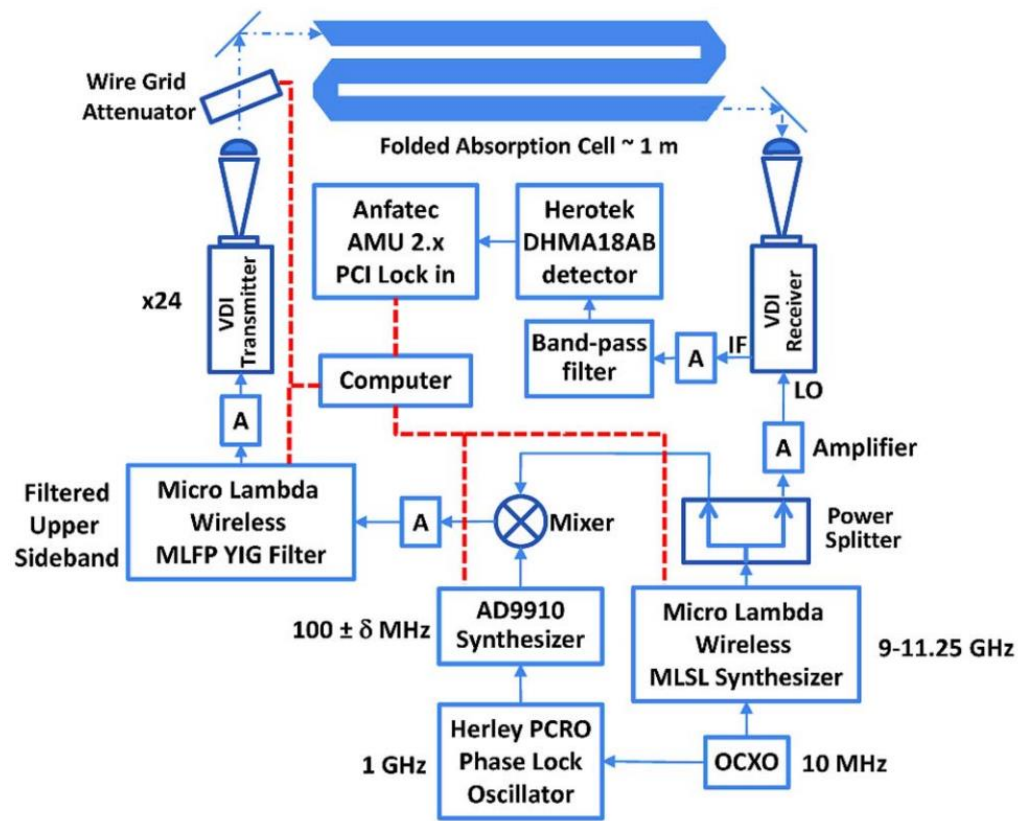 Wire Grid
Attenuator
Folded Absorption Cell ~ 1 m
Anfatec
AMU 2.x
PCI Lock in
Herotek
DHMA18AB
detector
x24
VDI
Transmitter
VDI
Receiver
Band-pass
filter
A
IF
LO
Computer
A
A
Amplifier
Filtered
Upper
Sideband
Micro Lambda
Wireless
MLFP YIG Filter
A
Mixer
Power
Splitter
100 ± δ MHz
AD9910
Synthesizer
Micro Lambda
Wireless
MLSL Synthesizer
9-11.25 GHz
1 GHz
Herley PCRO
Phase Lock
Oscillator
OCXO
10 MHz